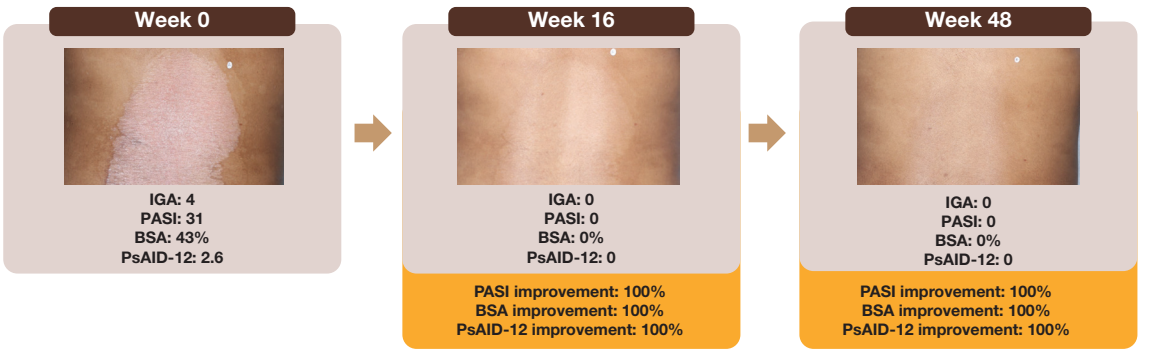 Week 0
IGA: 4
PASI: 31
BSA: 43%
PsAID-12: 2.6
Week 16
IGA: 0
PASI: 0
BSA: 0%
PsAID-12: 0
PASI improvement: 100%
BSA improvement: 100%
PsAID-12 improvement: 100%
Week 48
IGA: 0
PASI: 0
BSA: 0%
PsAID-12: 0
PASI improvement: 100%
BSA improvement: 100%
PsAID-12 improvement: 100%